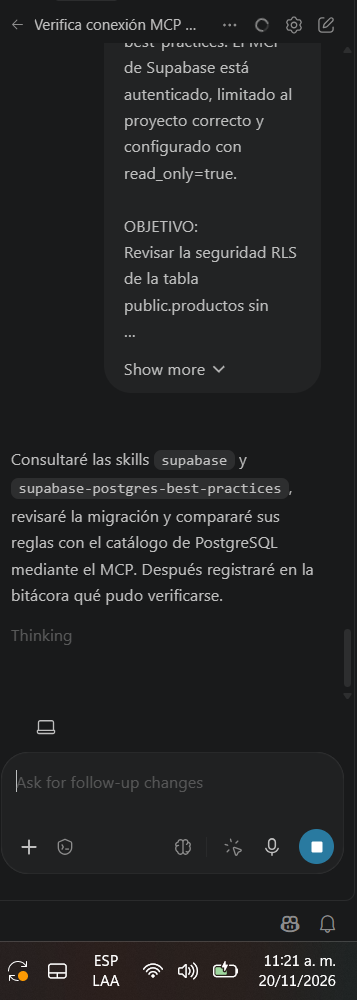 Verifica conexión MCP ...
best-practices. El MCP
de Supabase está
autenticado, limitado al
proyecto correcto y
configurado con
read_only=true.
OBJETIVO:
Revisar la seguridad RLS
de la tabla
public.productos sin
...
Show more
Consultaré las skills supabase y
supabase-postgres-best-practices,
revisaré la migración y compararé sus
reglas con el catálogo de PostgreSQL
mediante el MCP. Después registraré en la
bitácora qué pudo verificarse.
Thinking
Ask for follow-up changes
ESP
LAA
11:21 a. m.
20/11/2026